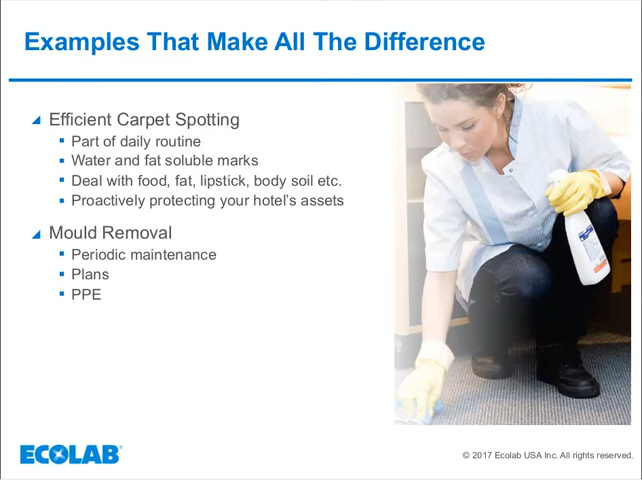 Examples That Make All The Difference
Efficient Carpet Spotting
Part of daily routine
Water and fat soluble marks
Deal with food, fat, lipstick, body soil etc.
Proactively protecting your hotel's assets
Mould Removal
Periodic maintenance
Plans
PPE
ECOLAB®
© 2017 Ecolab USA Inc. All rights reserved.